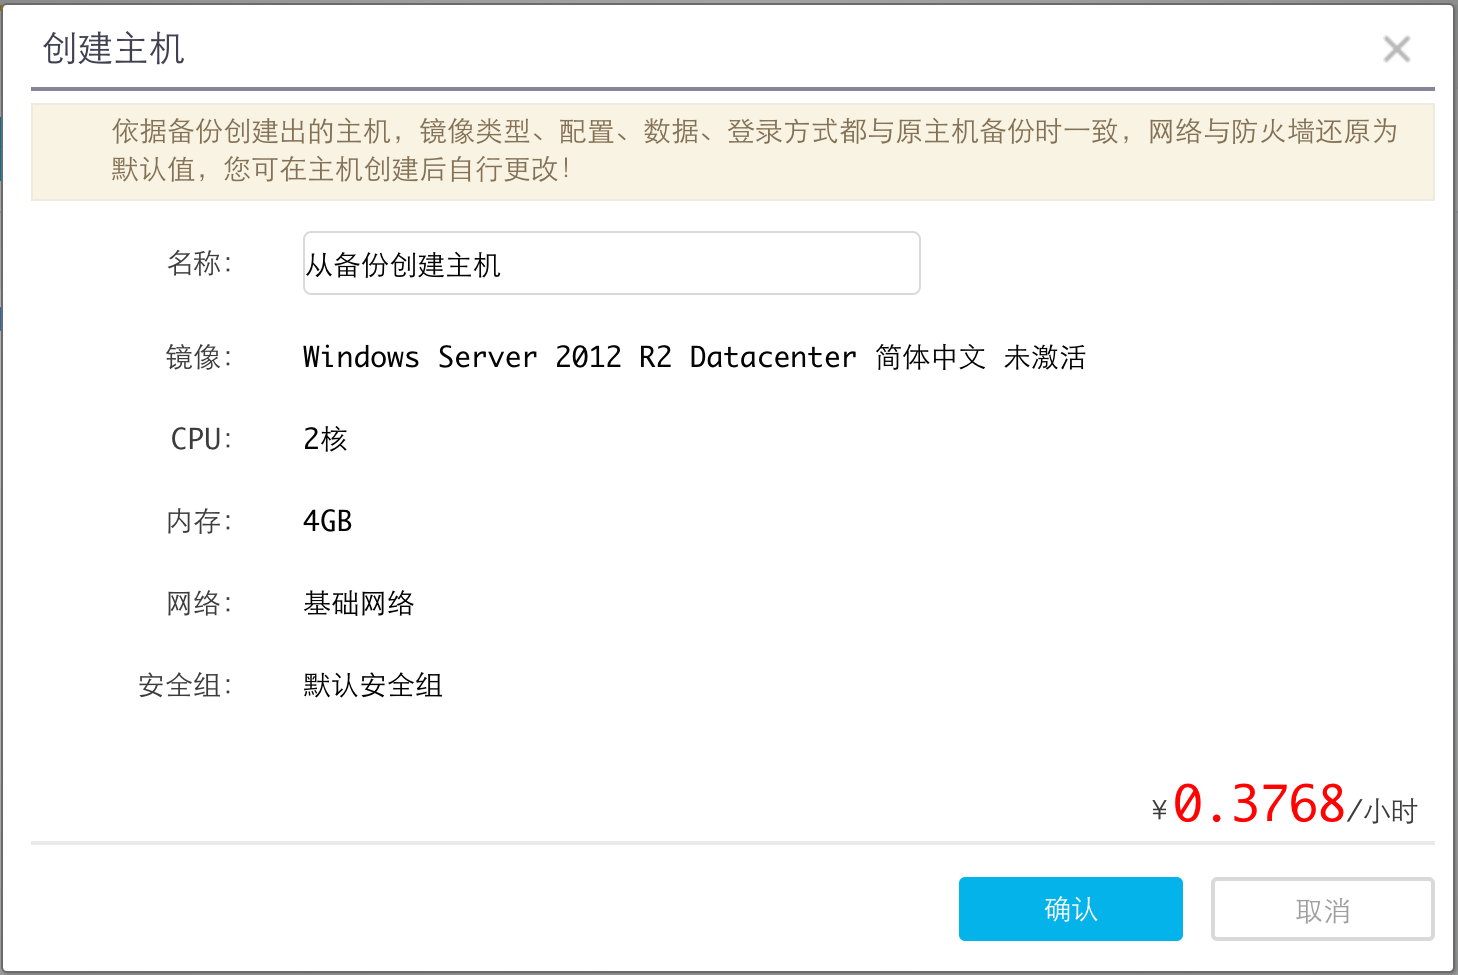 创建主机
依据备份创建出的主机，镜像类型、配置、数据、登录方式都与原主机备份时一致，网络与防火墙还原为
默认值，您可在主机创建后自行更改！
名称： 从备份创建主机
镜像： Windows Server 2012 R2 Datacenter 简体中文 未激活
CPU： 2核
内存： 4GB
网络： 基础网络
安全组： 默认安全组
¥0.3768/小时
确认 取消